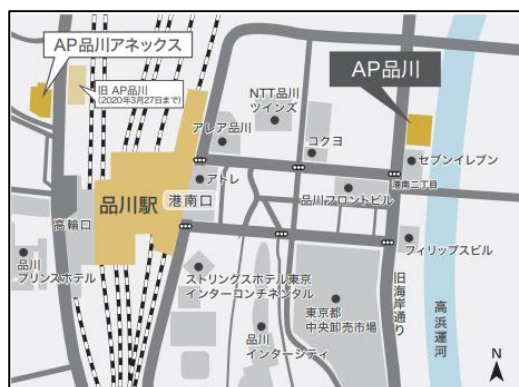 AP品川アネックス
旧 AP品川
(2020年3月27日まで)
NTT品川
ツインズ
AP品川
アレア品川
コクヨ
セブンイレブン
アトレ
港南二丁目
品川駅
港南口
品川フロントビル
高輪口
フィリップスビル
品川
プリンスホテル
ストリングスホテル東京
インターコンチネンタル
東京都
中央卸売市場
旧海岸通り
高浜運河
品川
インターシティ
N